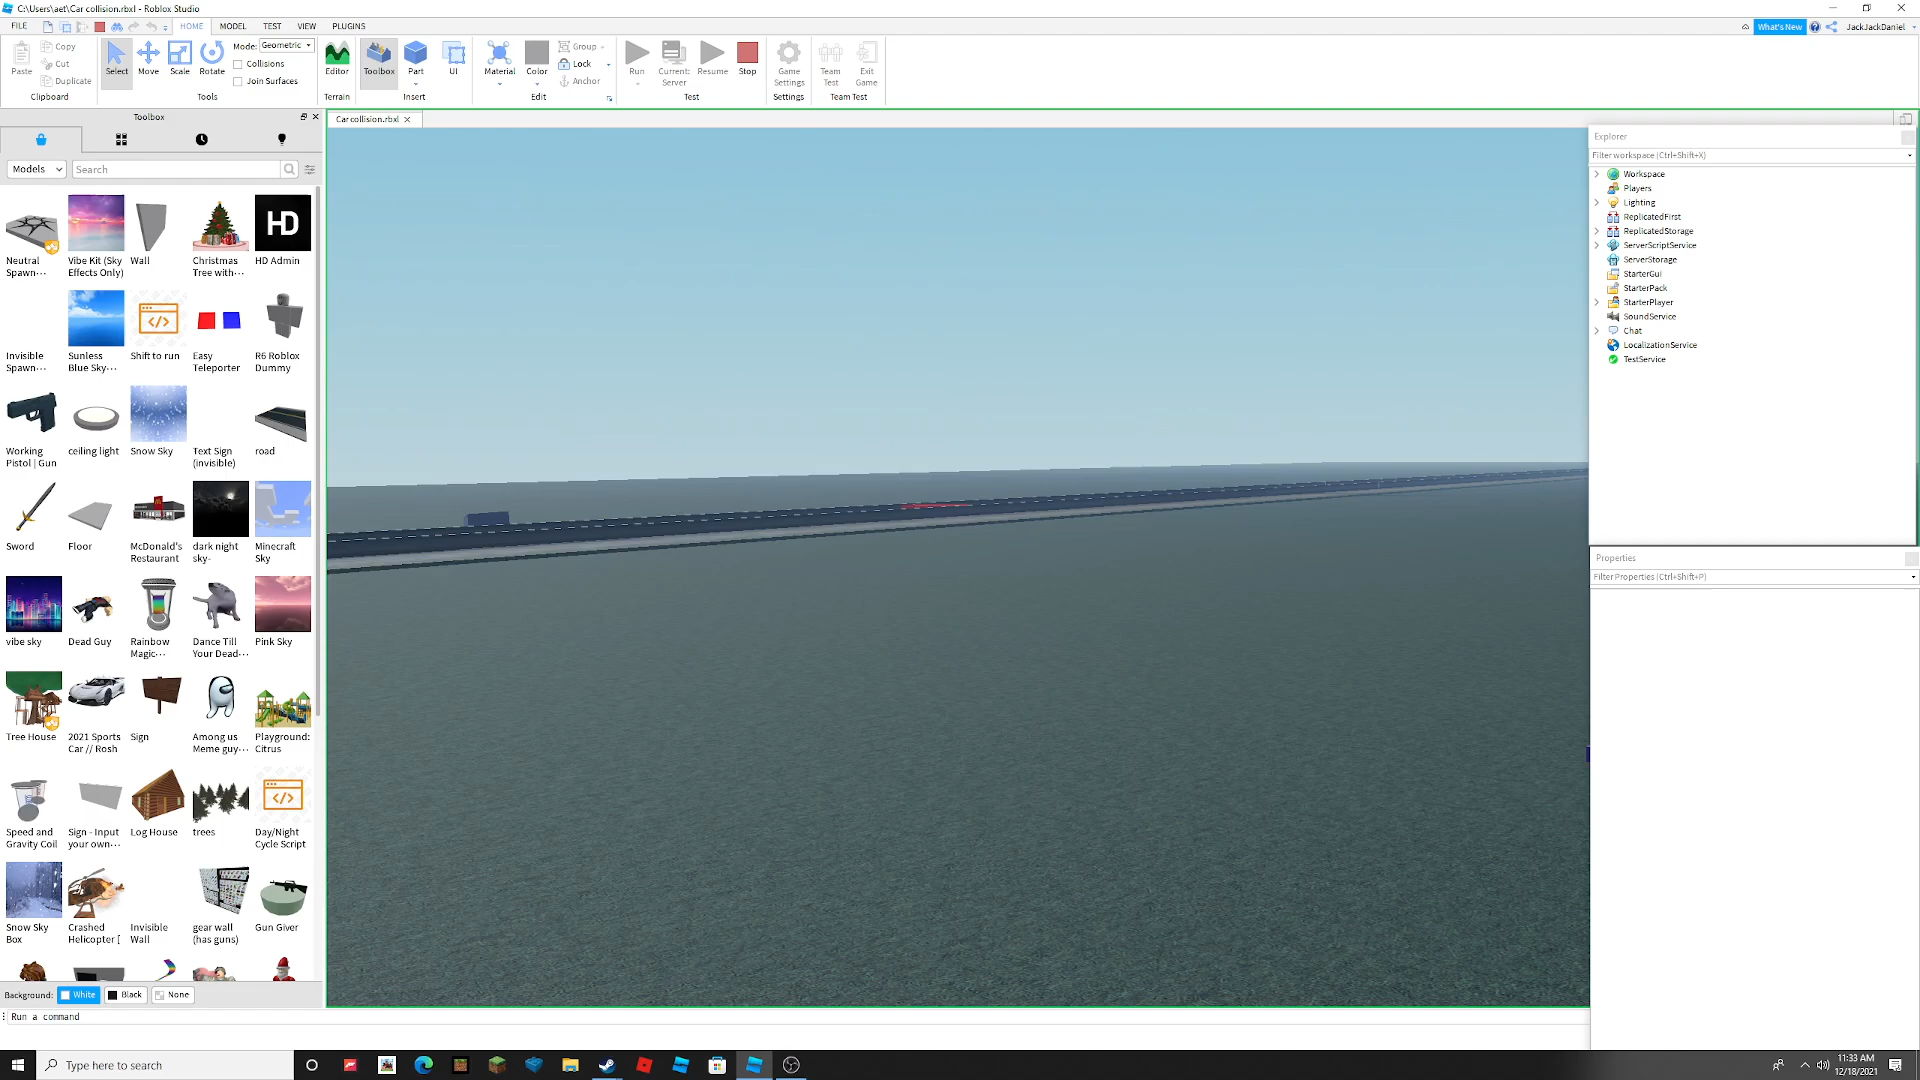 C:\Users\aet\Car collision.rbxl - Roblox Studio
FILE HOME MODEL TEST VIEW PLUGINS What's New JackJackDaniel
Paste Copy Cut Duplicate Clipboard
Select Move Scale Rotate Mode: Geometric Collisions Join Surfaces Tools
Editor Terrain
Toolbox Part UI Insert
Material Color Group Lock Anchor Edit
Run Current: Server Resume Stop Test
Game Settings Settings
Team Test Exit Game Team Test
Toolbox
Models Search
Neutral Spawn... Vibe Kit (Sky Effects Only) Wall Christmas Tree with... HD HD Admin
Invisible Spawn... Sunless Blue Sky... Shift to run Easy Teleporter R6 Roblox Dummy
Working Pistol | Gun ceiling light Snow Sky Text Sign (invisible) road
Sword Floor McDonald's Restaurant dark night sky- Minecraft Sky
vibe sky Dead Guy Rainbow Magic... Dance Till Your Dead... Pink Sky
Tree House 2021 Sports Car // Rosh Sign Among us Meme guy... Playground: Citrus
Speed and Gravity Coil Sign - Input your own... Log House trees Day/Night Cycle Script
Snow Sky Box Crashed Helicopter [ Invisible Wall gear wall (has guns) Gun Giver
Background: White Black None
Run a command
Car collision.rbxl
Explorer
Filter workspace (Ctrl+Shift+X)
Workspace
Players
Lighting
ReplicatedFirst
ReplicatedStorage
ServerScriptService
ServerStorage
StarterGui
StarterPack
StarterPlayer
SoundService
Chat
LocalizationService
TestService
Properties
Filter Properties (Ctrl+Shift+P)
Type here to search
11:33 AM
12/18/2021